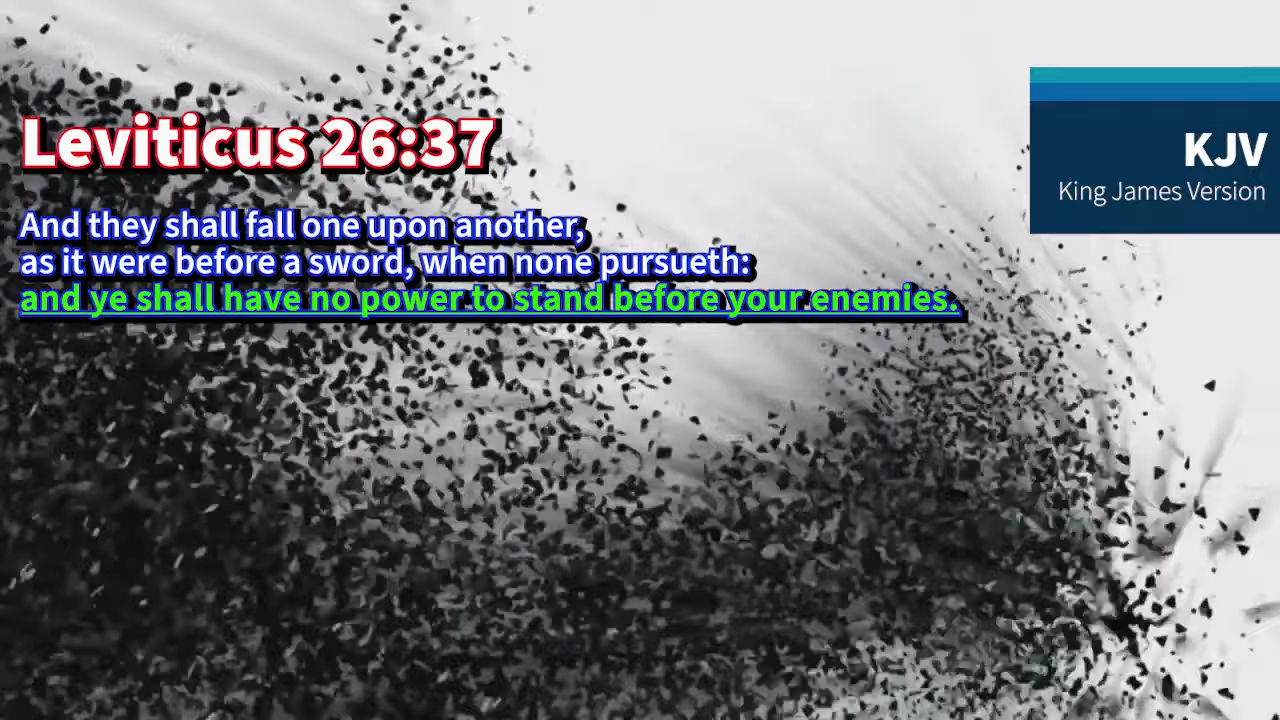 Leviticus 26:37
KJV
King James Version
And they shall fall one upon another,
as it were before a sword, when none pursueth:
and ye shall have no power to stand before your enemies.